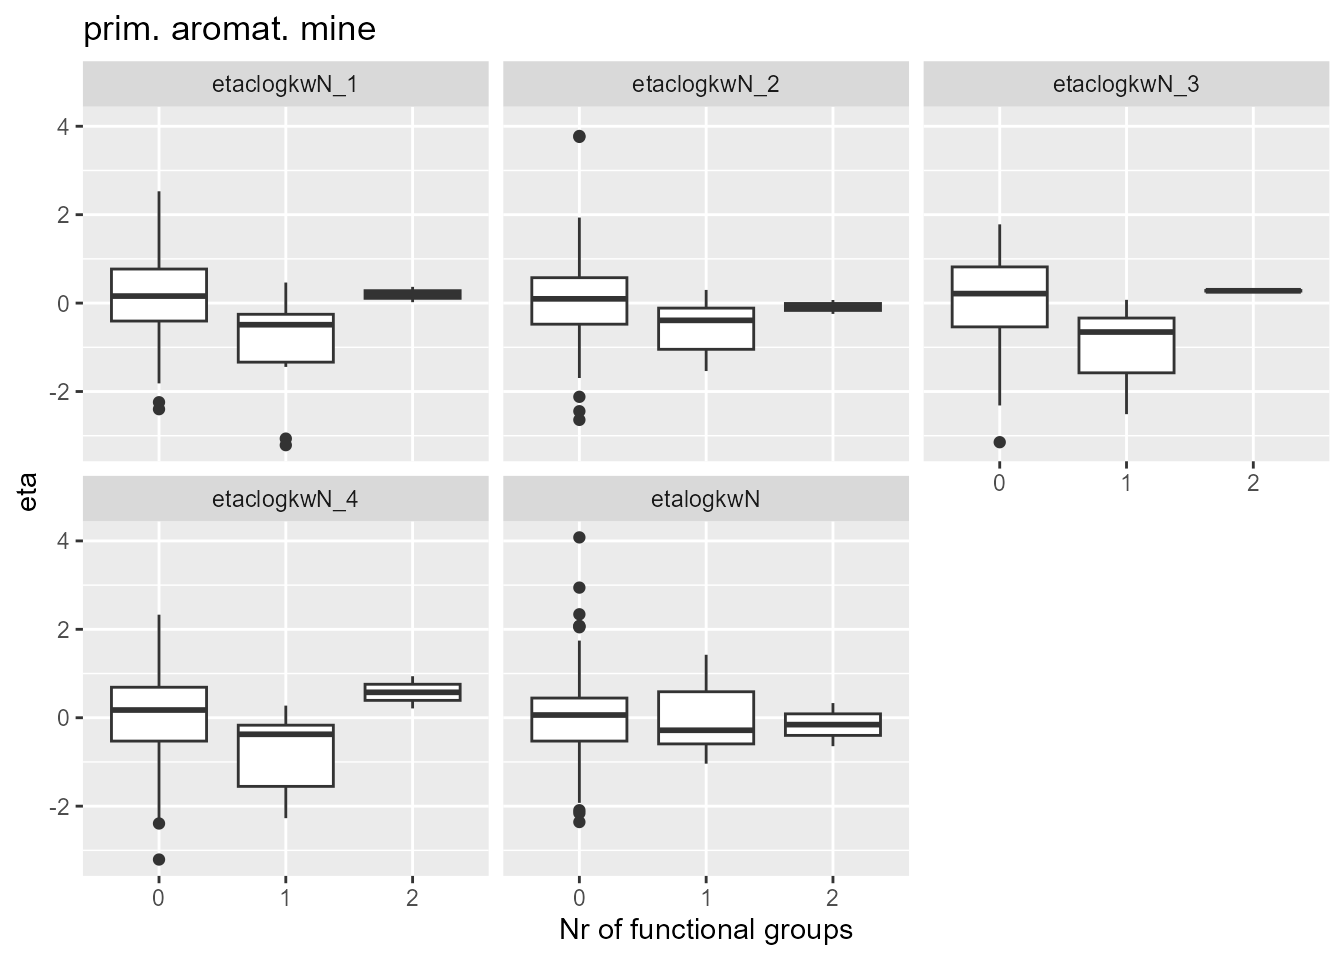 prim. aromat. mine
etaclogkwN_1 etaclogkwN_2 etaclogkwN_3
4
2
0
-2
0 1 2
eta
etaclogkwN_4 etalogkwN
4
2
0
-2
0 1 2 0 1 2
Nr of functional groups